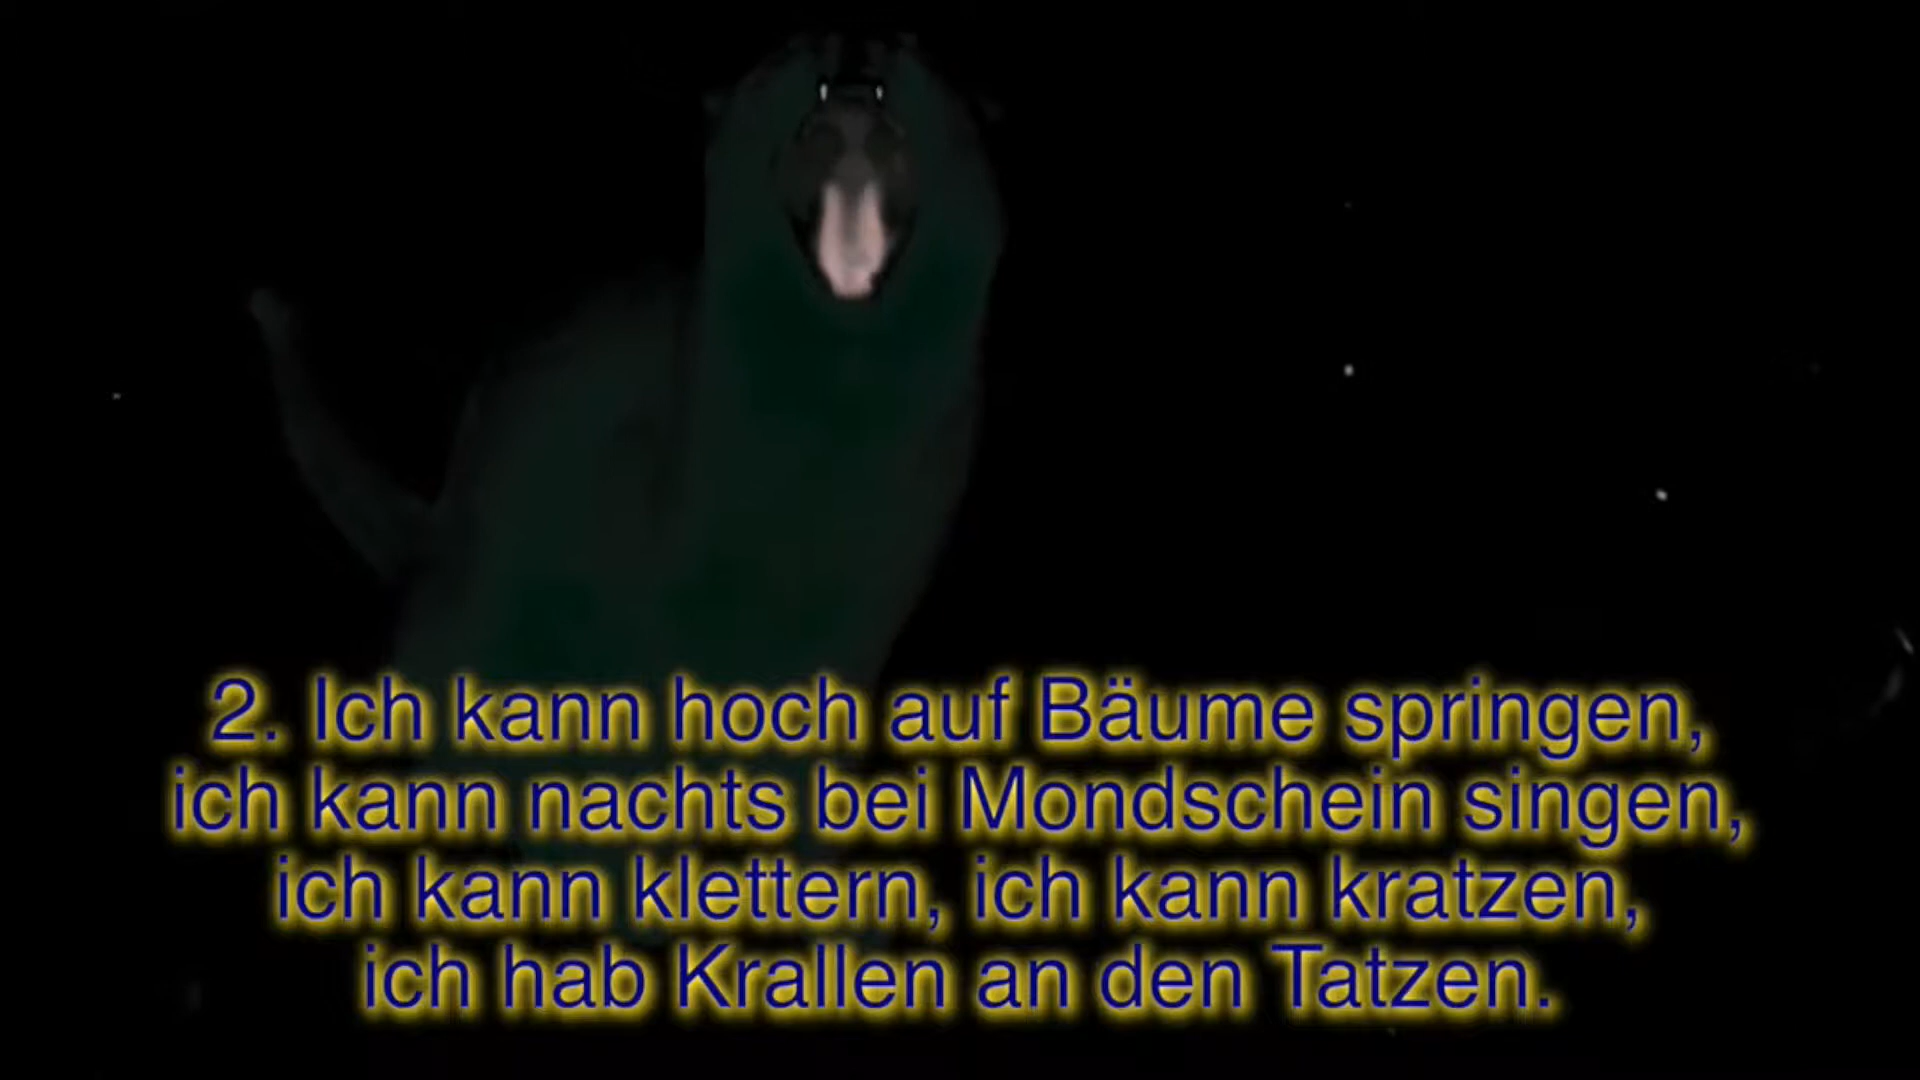 2. Ich kann hoch auf Bäume springen,
ich kann nachts bei Mondschein singen,
ich kann klettern, ich kann kratzen,
ich hab Krallen an den Tatzen.